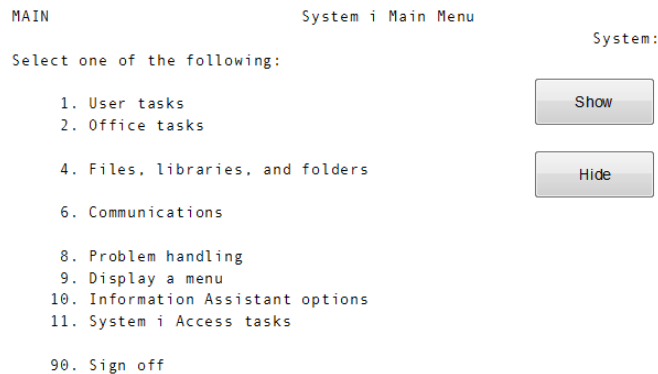 MAIN System i Main Menu
System:
Select one of the following:
1. User tasks
2. Office tasks
Show
4. Files, libraries, and folders
Hide
6. Communications
8. Problem handling
9. Display a menu
10. Information Assistant options
11. System i Access tasks
90. Sign off